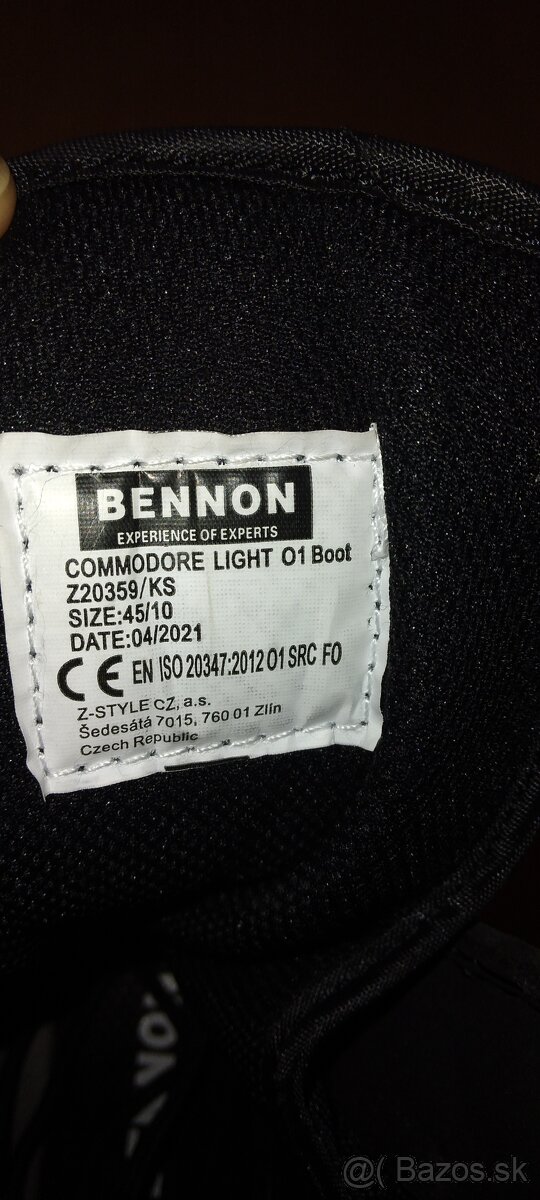 BENNON
EXPERIENCE OF EXPERTS
COMMODORE LIGHT O1 Boot
Z20359/KS
SIZE:45/10
DATE:04/2021
CE EN ISO 20347:2012 O1 SRC FO
Z-STYLE CZ, a.s.
Šedesátá 7015, 760 01 Zlín
Czech Republic
@( Bazos.sk